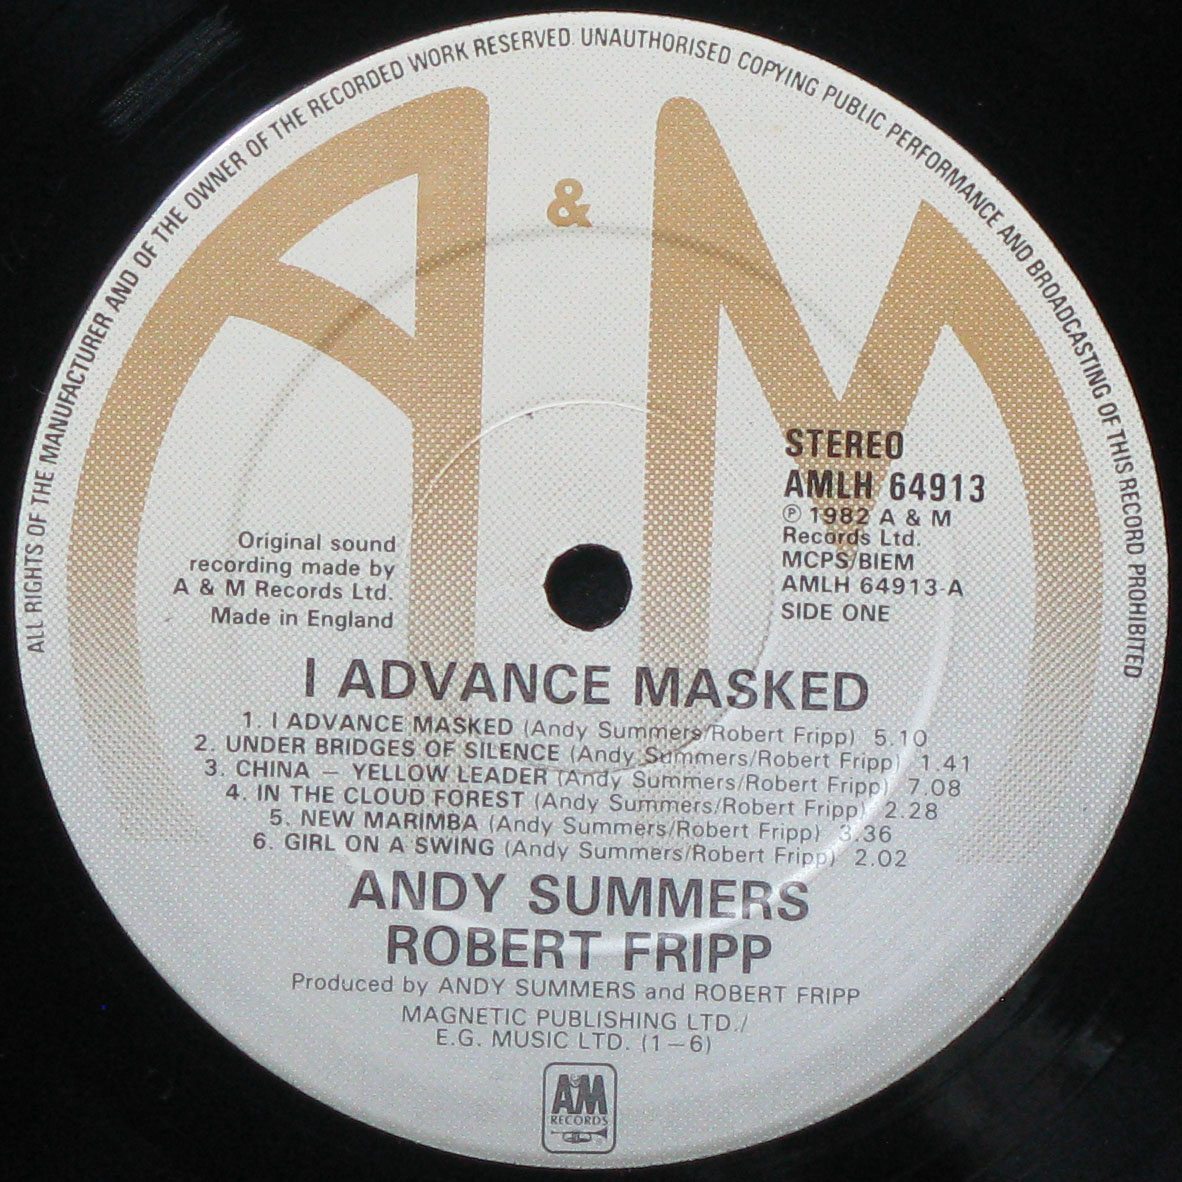 ALL RIGHTS OF THE MANUFACTURER AND OF THE OWNER OF THE RECORDED WORK RESERVED. UNAUTHORISED COPYING PUBLIC PERFORMANCE AND BROADCASTING OF THIS RECORD PROHIBITED
A & M
STEREO
AMLH 64913
℗ 1982 A & M
Records Ltd.
MCPS/BIEM
AMLH 64913-A
SIDE ONE
Original sound
recording made by
A & M Records Ltd.
Made in England
I ADVANCE MASKED
1. I ADVANCE MASKED (Andy Summers/Robert Fripp) 5.10
2. UNDER BRIDGES OF SILENCE (Andy Summers/Robert Fripp) 1.41
3. CHINA – YELLOW LEADER (Andy Summers/Robert Fripp) 7.08
4. IN THE CLOUD FOREST (Andy Summers/Robert Fripp) 2.28
5. NEW MARIMBA (Andy Summers/Robert Fripp) 3.36
6. GIRL ON A SWING (Andy Summers/Robert Fripp) 2.02
ANDY SUMMERS
ROBERT FRIPP
Produced by ANDY SUMMERS and ROBERT FRIPP
MAGNETIC PUBLISHING LTD./
E.G. MUSIC LTD. (1–6)
A&M
RECORDS